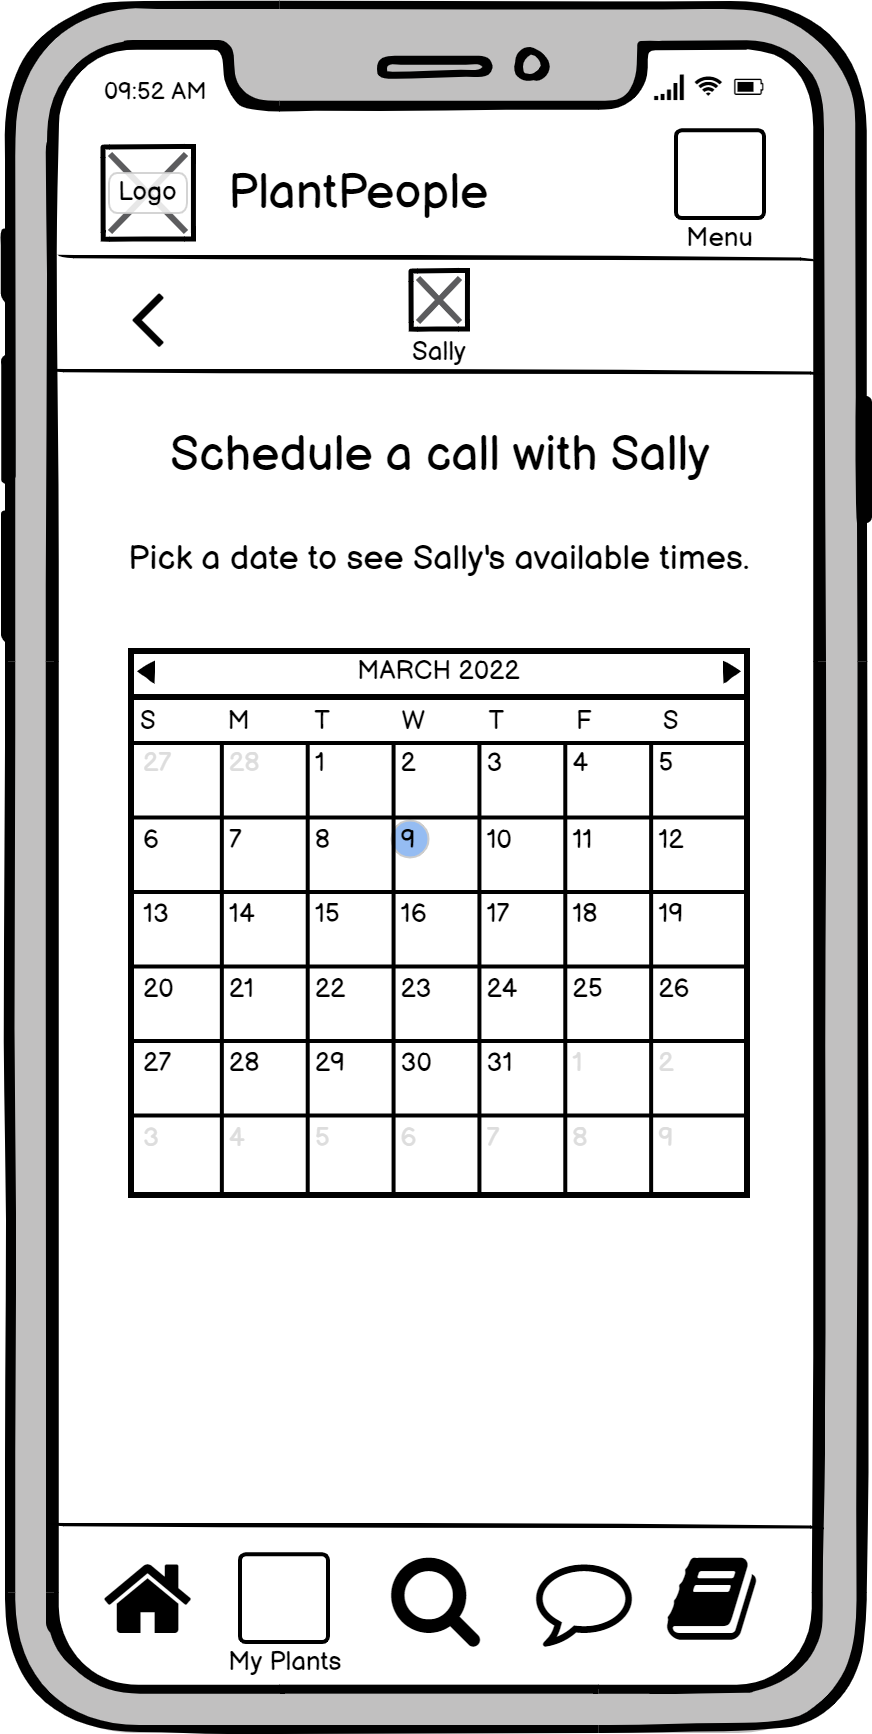 09:52 AM
Logo
PlantPeople
Menu
Sally
Schedule a call with Sally
Pick a date to see Sally's available times.
MARCH 2022
S M T W T F S
27 28 1 2 3 4 5
6 7 8 9 10 11 12
13 14 15 16 17 18 19
20 21 22 23 24 25 26
27 28 29 30 31 1 2
3 4 5 6 7 8 9
My Plants